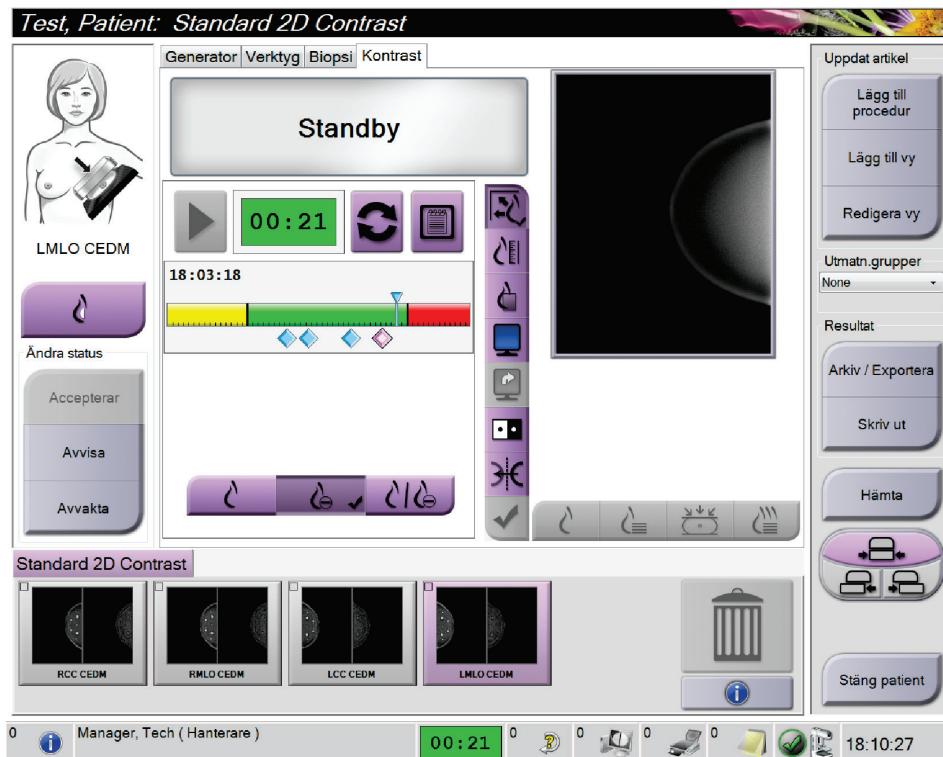 Test, Patient: Standard 2D Contrast
LMLO CEDM
Ändra status
Accepterar
Avvisa
Avvakta
Generator Verktyg Biopsi Kontrast
Standby
00:21
18:03:18
Uppdat artikel
Lägg till
procedur
Lägg till vy
Redigera vy
Utmatn.grupper
None
Resultat
Arkiv / Exportera
Skriv ut
Hämta
Stäng patient
Standard 2D Contrast
RCC CEDM
RMLO CEDM
LCC CEDM
LMLO CEDM
0 Manager, Tech ( Hanterare ) 00:21 0 0 0 0 18:10:27